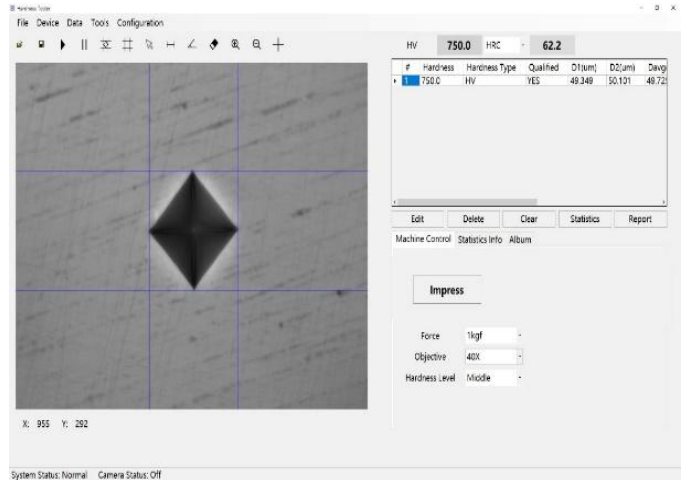 Hardness Tester
File Device Data Tools Configuration
HV 750.0 HRC 62.2
# Hardness Hardness Type Qualified D1(um) D2(um) Davg
1 750.0 HV YES 49.349 50.101 49.725
Edit Delete Clear Statistics Report
Machine Control Statistics Info Album
Impress
Force 1kgf
Objective 40X
Hardness Level Middle
X: 955 Y: 292
System Status: Normal Camera Status: Off